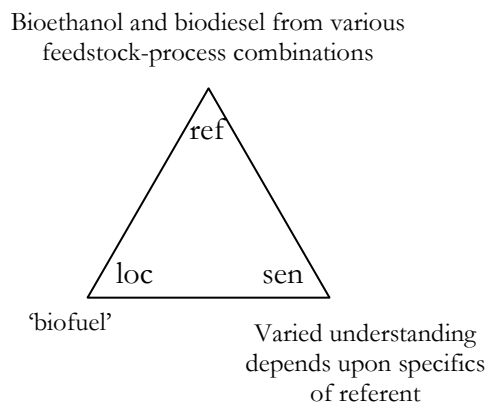 Bioethanol and biodiesel from various
feedstock-process combinations
ref
loc
sen
‘biofuel’
Varied understanding
depends upon specifics
of referent